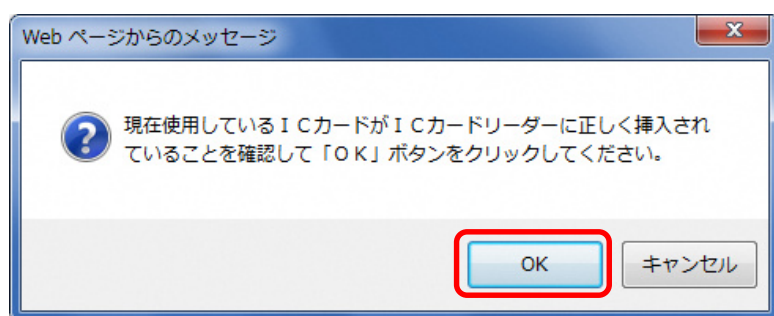 Web ページからのメッセージ
現在使用しているＩＣカードがＩＣカードリーダーに正しく挿入され
ていることを確認して「ＯＫ」ボタンをクリックしてください。
OK
キャンセル